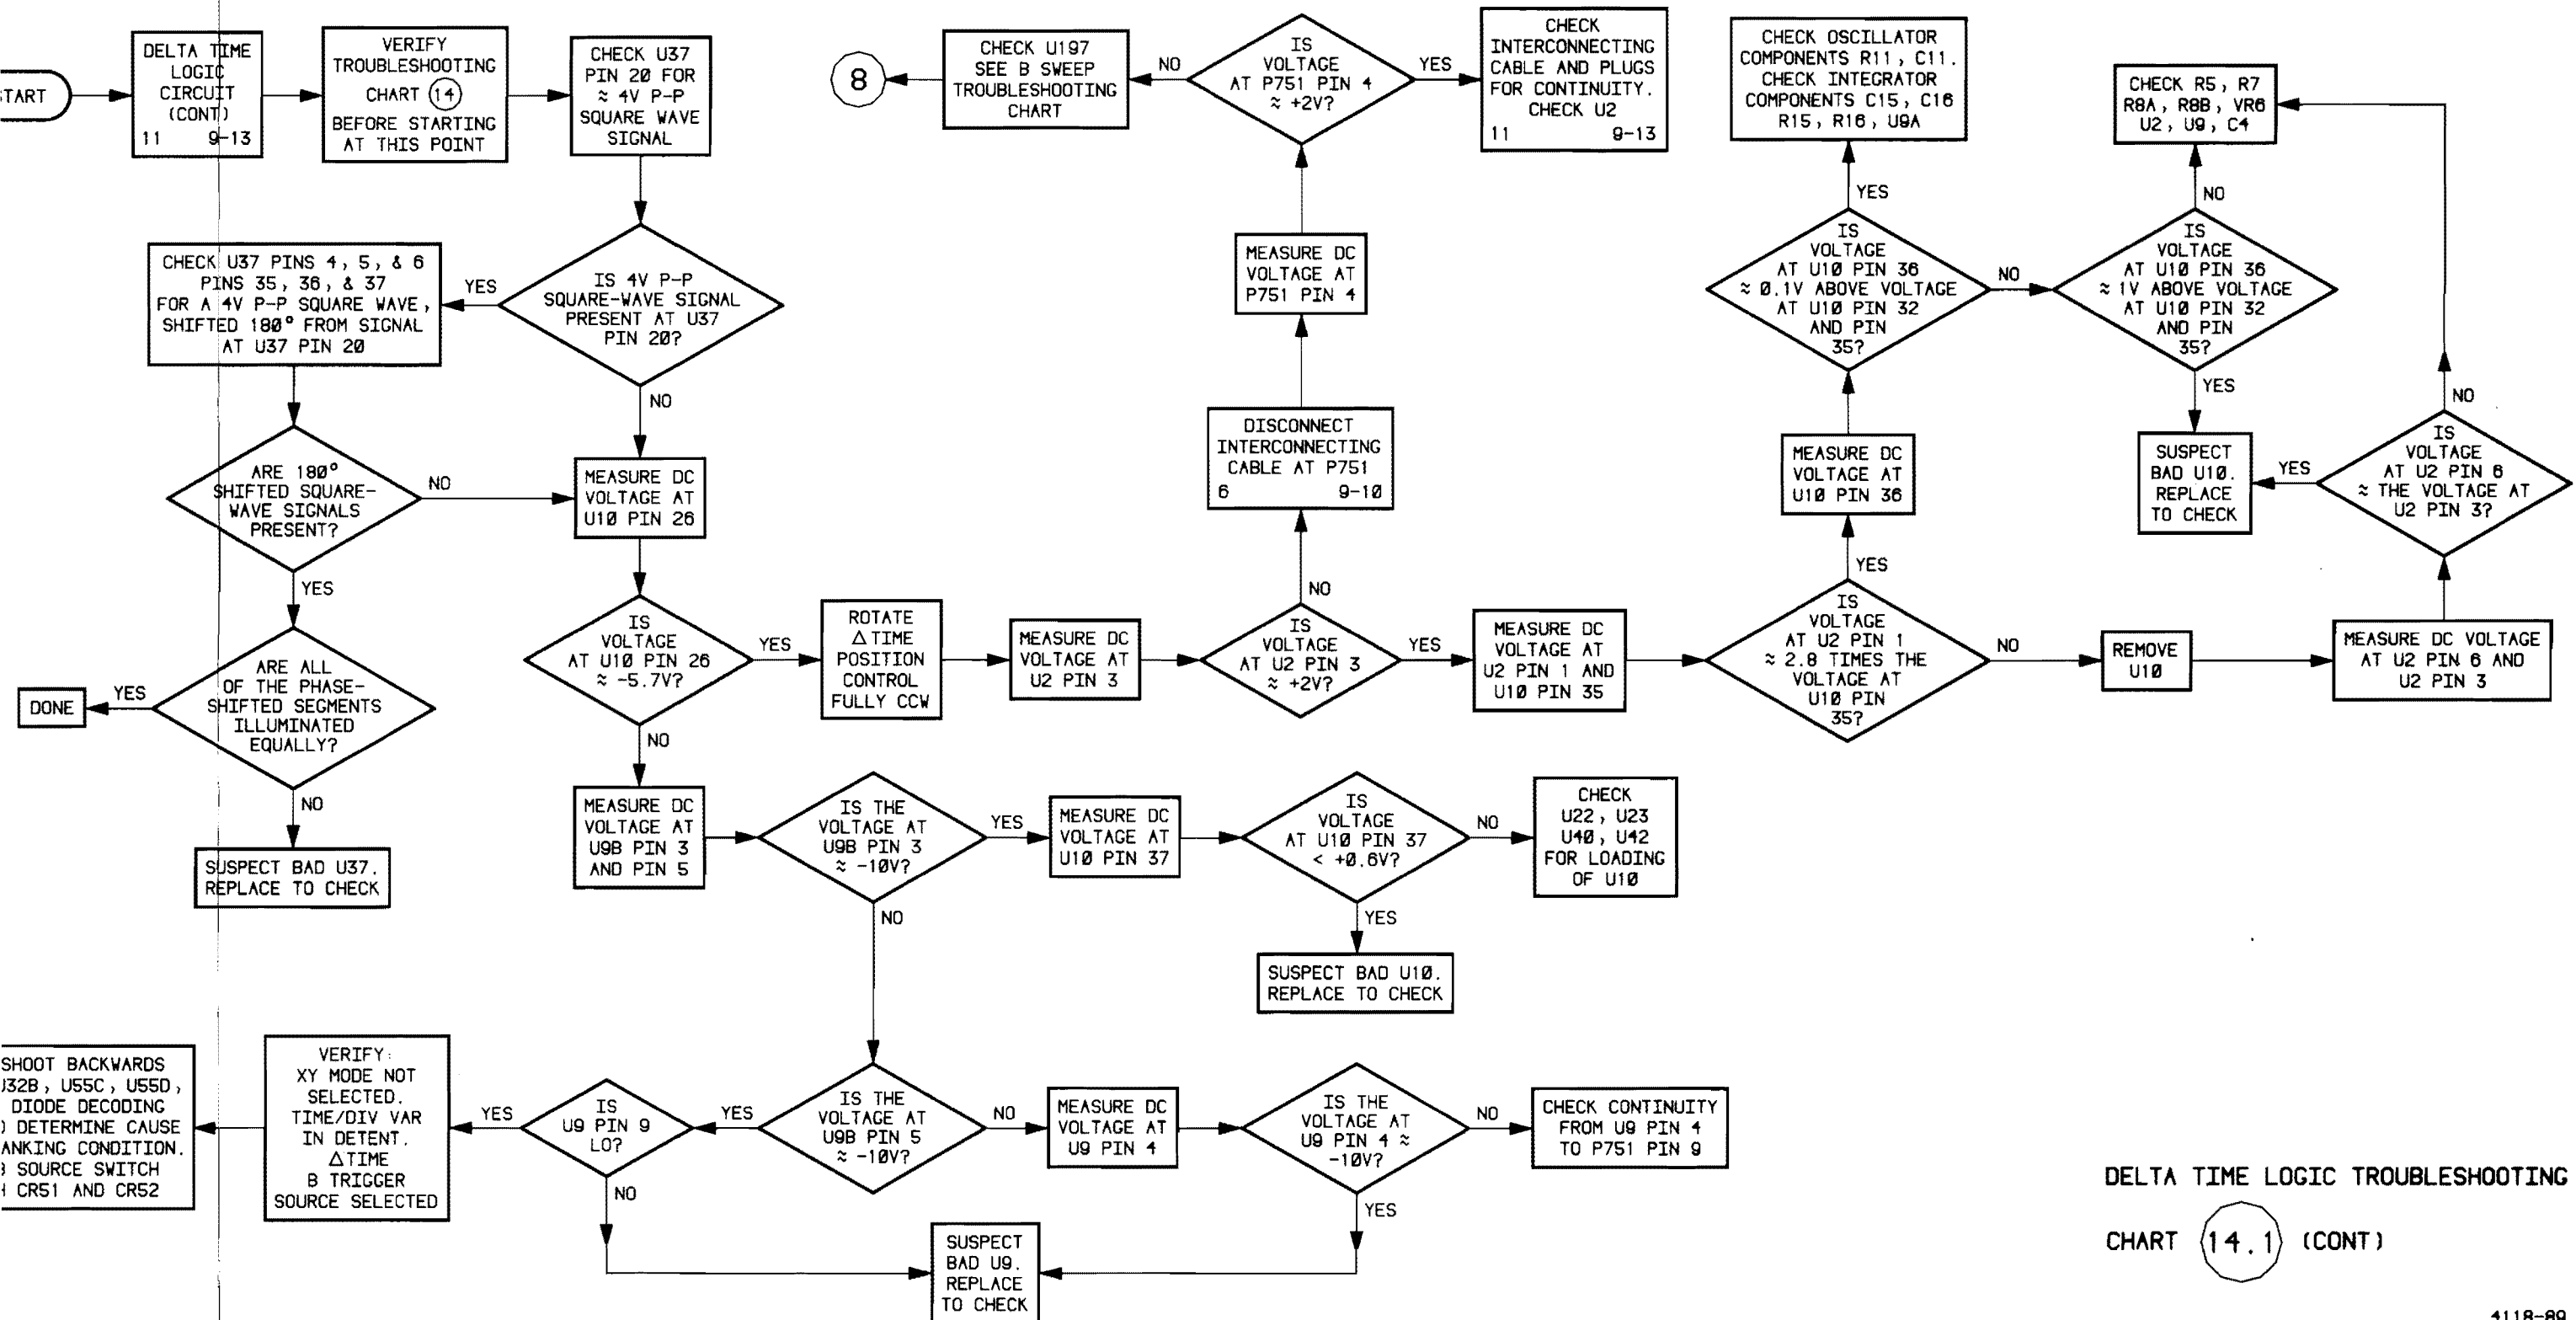 START
DELTA TIME
LOGIC
CIRCUIT
(CONT)
11 9-13
VERIFY
TROUBLESHOOTING
CHART 14
BEFORE STARTING
AT THIS POINT
CHECK U37
PIN 20 FOR
≈ 4V P-P
SQUARE WAVE
SIGNAL
IS 4V P-P
SQUARE-WAVE SIGNAL
PRESENT AT U37
PIN 20?
YES
NO
CHECK U37 PINS 4, 5, & 6
PINS 35, 36, & 37
FOR A 4V P-P SQUARE WAVE,
SHIFTED 180° FROM SIGNAL
AT U37 PIN 20
ARE 180°
SHIFTED SQUARE-
WAVE SIGNALS
PRESENT?
NO
YES
ARE ALL
OF THE PHASE-
SHIFTED SEGMENTS
ILLUMINATED
EQUALLY?
YES
DONE
NO
SUSPECT BAD U37.
REPLACE TO CHECK
MEASURE DC
VOLTAGE AT
U10 PIN 26
IS
VOLTAGE
AT U10 PIN 26
≈ -5.7V?
YES
NO
ROTATE
△TIME
POSITION
CONTROL
FULLY CCW
MEASURE DC
VOLTAGE AT
U2 PIN 3
IS
VOLTAGE
AT U2 PIN 3
≈ +2V?
NO
YES
DISCONNECT
INTERCONNECTING
CABLE AT P751
6 9-10
MEASURE DC
VOLTAGE AT
P751 PIN 4
IS
VOLTAGE
AT P751 PIN 4
≈ +2V?
NO
YES
CHECK U197
SEE B SWEEP
TROUBLESHOOTING
CHART
8
CHECK
INTERCONNECTING
CABLE AND PLUGS
FOR CONTINUITY.
CHECK U2
11 9-13
MEASURE DC
VOLTAGE AT
U2 PIN 1 AND
U10 PIN 35
IS
VOLTAGE
AT U2 PIN 1
≈ 2.8 TIMES THE
VOLTAGE AT
U10 PIN
35?
YES
NO
MEASURE DC
VOLTAGE AT
U10 PIN 36
IS
VOLTAGE
AT U10 PIN 36
≈ 0.1V ABOVE VOLTAGE
AT U10 PIN 32
AND PIN
35?
YES
NO
CHECK OSCILLATOR
COMPONENTS R11, C11.
CHECK INTEGRATOR
COMPONENTS C15, C16
R15, R16, U9A
IS
VOLTAGE
AT U10 PIN 36
≈ 1V ABOVE VOLTAGE
AT U10 PIN 32
AND PIN
35?
NO
YES
CHECK R5, R7
R8A, R8B, VR6
U2, U9, C4
SUSPECT
BAD U10.
REPLACE
TO CHECK
REMOVE
U10
MEASURE DC VOLTAGE
AT U2 PIN 6 AND
U2 PIN 3
IS
VOLTAGE
AT U2 PIN 6
≈ THE VOLTAGE AT
U2 PIN 3?
YES
NO
MEASURE DC
VOLTAGE AT
U9B PIN 3
AND PIN 5
IS THE
VOLTAGE AT
U9B PIN 3
≈ -10V?
YES
NO
MEASURE DC
VOLTAGE AT
U10 PIN 37
IS
VOLTAGE
AT U10 PIN 37
< +0.6V?
NO
YES
CHECK
U22, U23
U40, U42
FOR LOADING
OF U10
SUSPECT BAD U10.
REPLACE TO CHECK
IS THE
VOLTAGE AT
U9B PIN 5
≈ -10V?
YES
NO
MEASURE DC
VOLTAGE AT
U9 PIN 4
IS THE
VOLTAGE AT
U9 PIN 4 ≈
-10V?
NO
YES
CHECK CONTINUITY
FROM U9 PIN 4
TO P751 PIN 9
IS
U9 PIN 9
LO?
YES
NO
VERIFY:
XY MODE NOT
SELECTED.
TIME/DIV VAR
IN DETENT.
△TIME
B TRIGGER
SOURCE SELECTED
SHOOT BACKWARDS
U32B, U55C, U55D,
DIODE DECODING
DETERMINE CAUSE
ANKING CONDITION.
SOURCE SWITCH
CR51 AND CR52
SUSPECT
BAD U9.
REPLACE
TO CHECK
DELTA TIME LOGIC TROUBLESHOOTING
CHART 14.1 (CONT)
4118-89